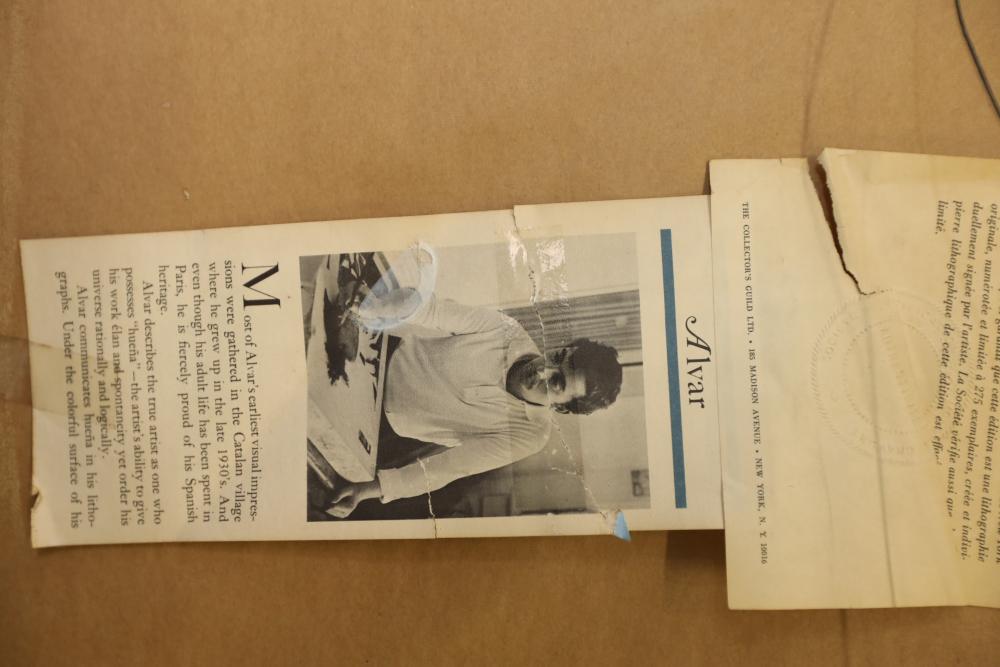 originale, numérotée et limitée à 275 exemplaires, créée et indivi-
duellement signée par l'artiste. La Société vérifie aussi que
pierre lithographique de cette édition est
limité.
THE COLLECTOR'S GUILD LTD. • 185 MADISON AVENUE • NEW YORK, N. Y. 10016
Alvar
Most of Alvar's earliest visual impres-
sions were gathered in the Catalan village
where he grew up in the late 1930's. And
even though his adult life has been spent in
Paris, he is fiercely proud of his Spanish
heritage.
Alvar describes the true artist as one who
possesses "hueña"—the artist's ability to give
his work élan and spontancity yet order his
universe rationally and logically.
Alvar communicates hueña in his litho-
graphs. Under the colorful surface of his